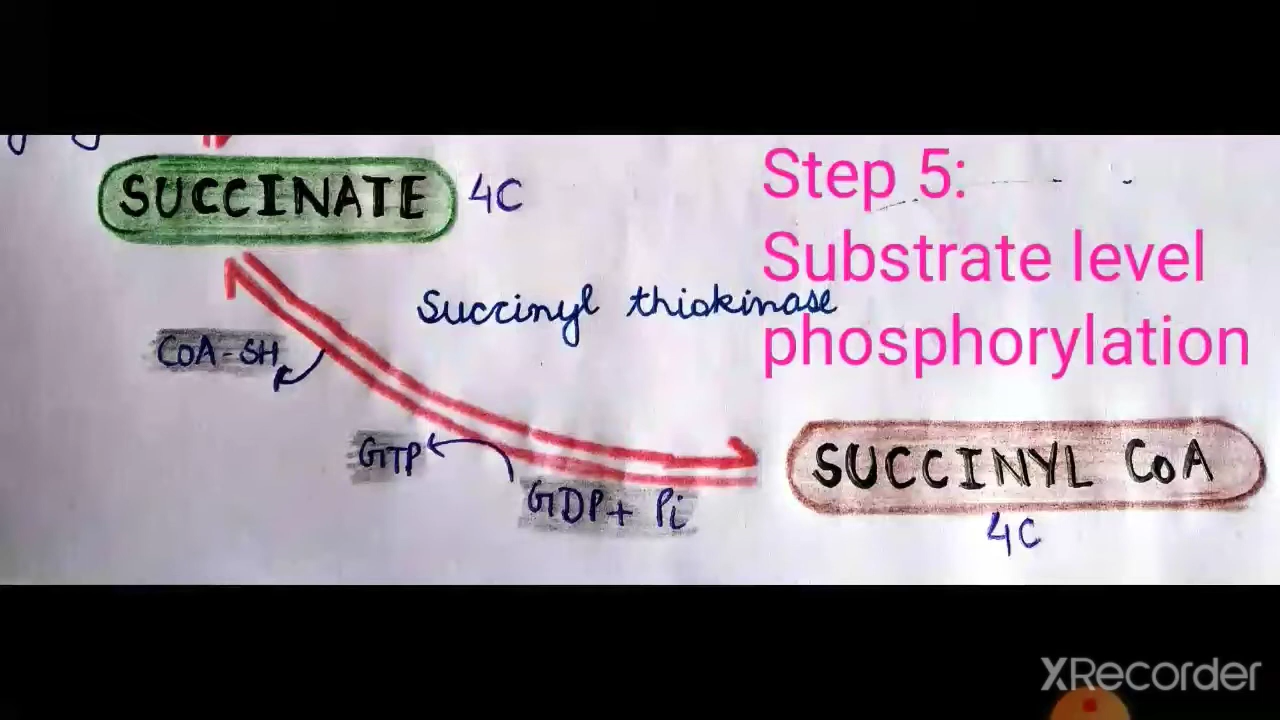 SUCCINATE 4C
Step 5:
Substrate level
phosphorylation
Succinyl thiokinase
CoA-SH
GTP
GDP + Pi
SUCCINYL CoA
4C
XRecorder